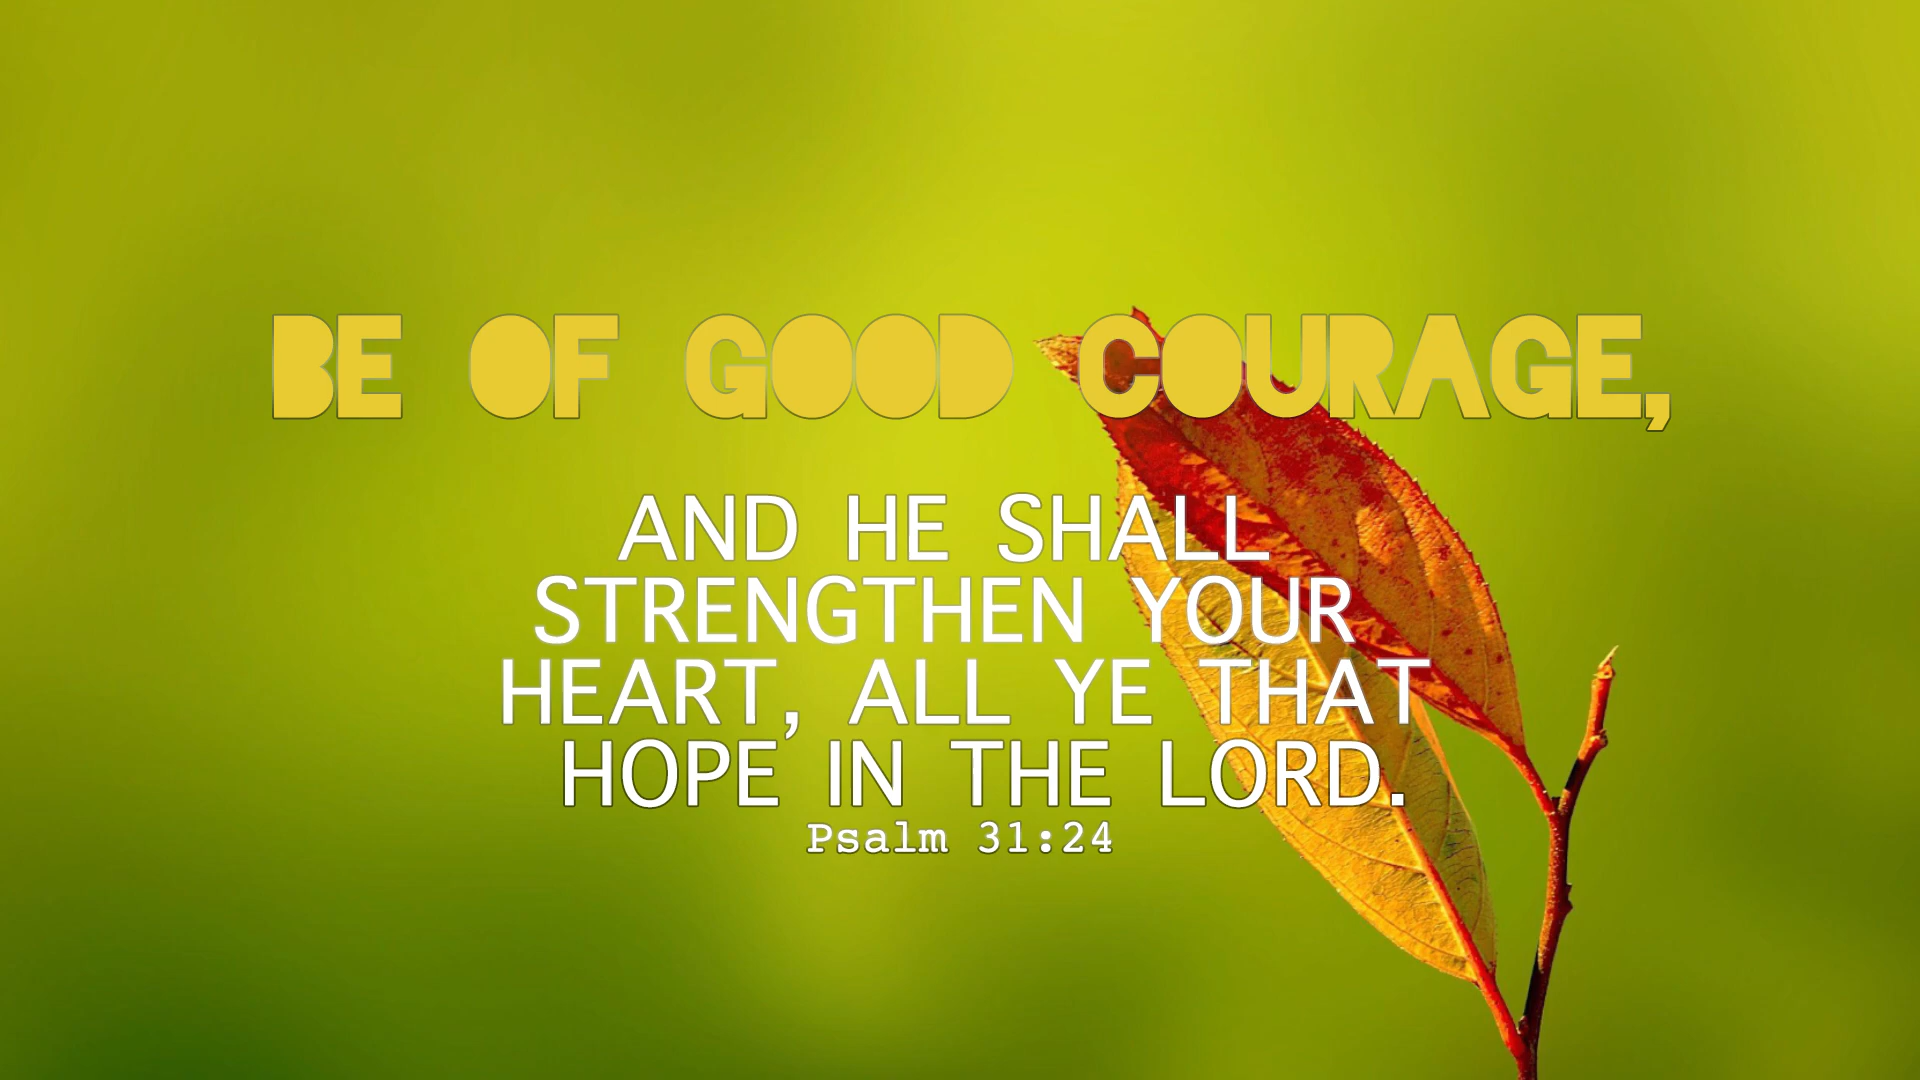 BE OF GOOD COURAGE,
AND HE SHALL
STRENGTHEN YOUR
HEART, ALL YE THAT
HOPE IN THE LORD.
Psalm 31:24